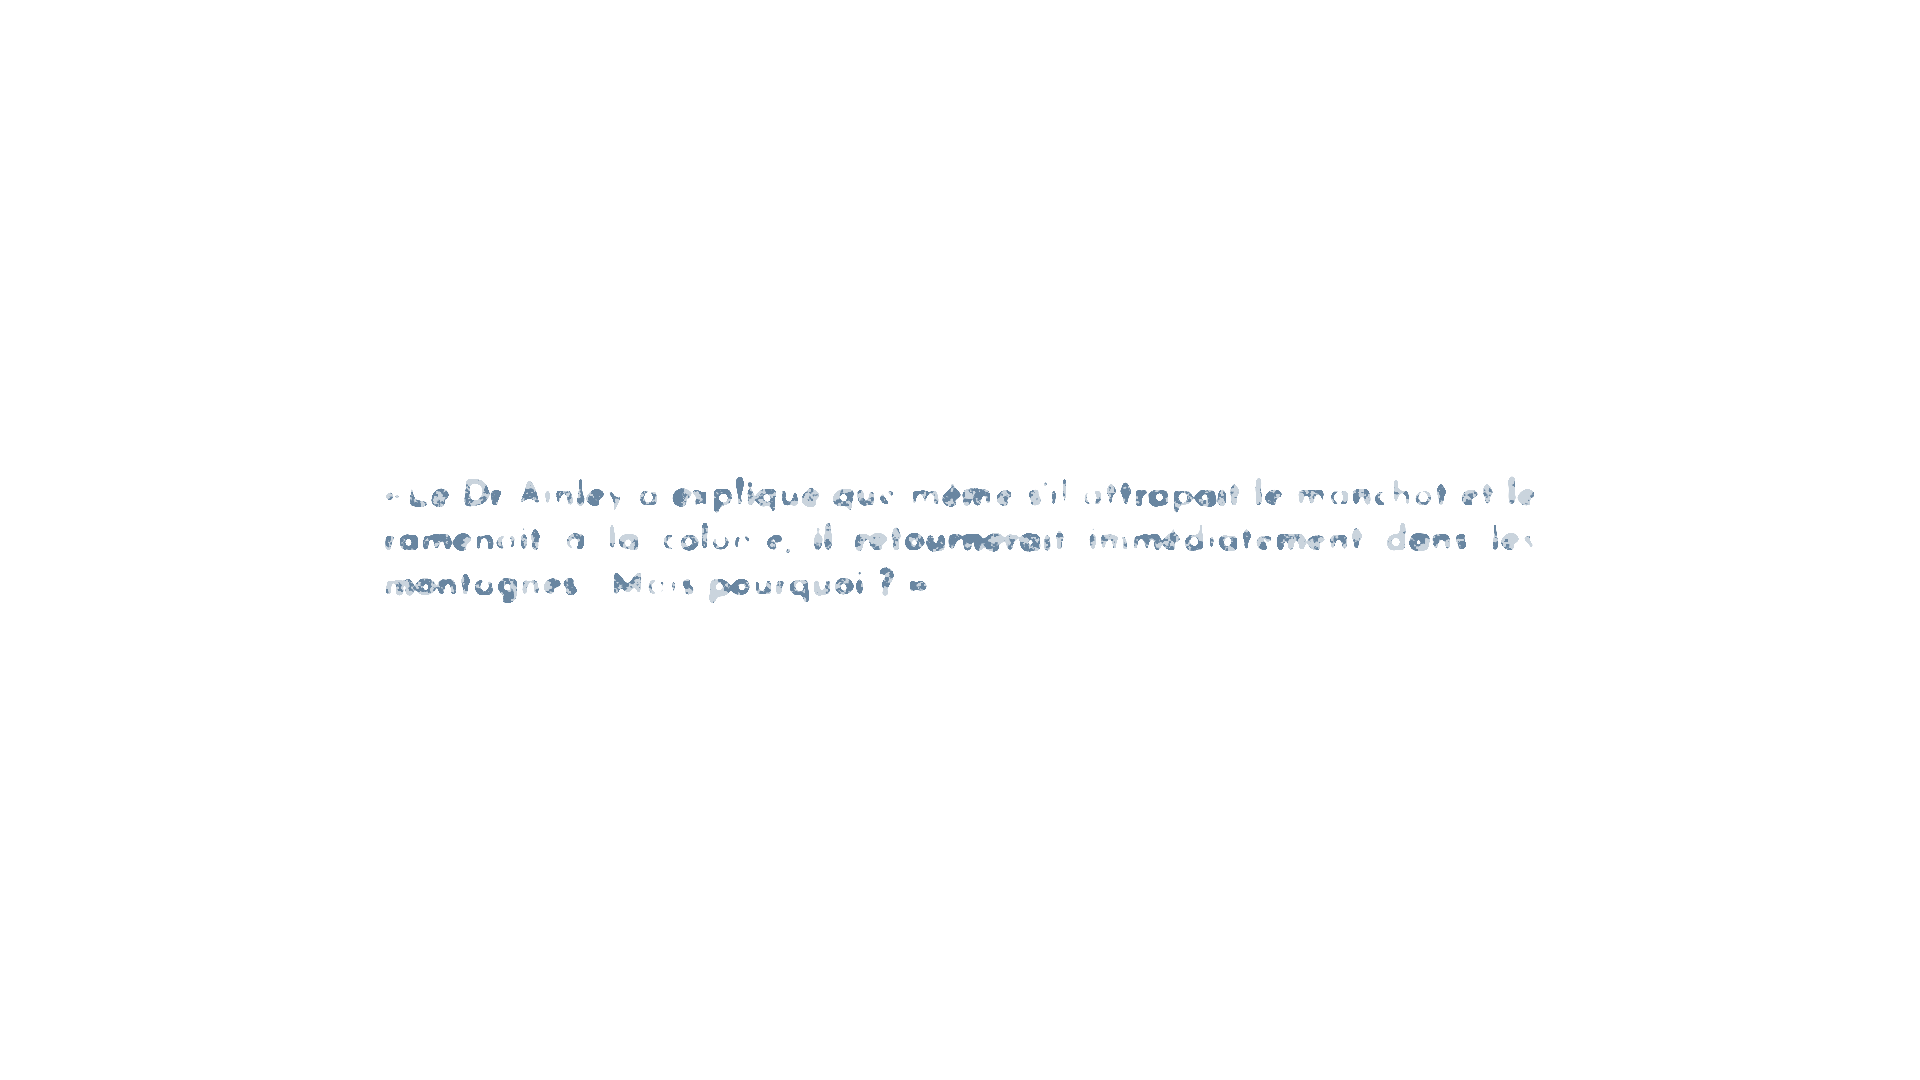 « Le Dr Ainley a expliqué que même s'il attrapait le manchot et le
ramenait à la colonie, il retournerait immédiatement dans les
montagnes. Mais pourquoi ? »